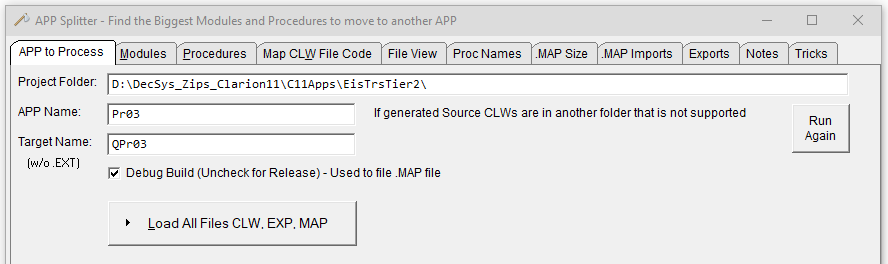 APP Splitter - Find the Biggest Modules and Procedures to move to another APP
APP to Process Modules Procedures Map CLW File Code File View Proc Names .MAP Size .MAP Imports Exports Notes Tricks
Project Folder: D:\DecSys_Zips_Clarion11\C11Apps\EisTrsTier2\
APP Name: Pr03 If generated Source CLWs are in another folder that is not supported
Run Again
Target Name: QPr03
(w/o .EXT)
Debug Build (Uncheck for Release) - Used to file .MAP file
Load All Files CLW, EXP, MAP